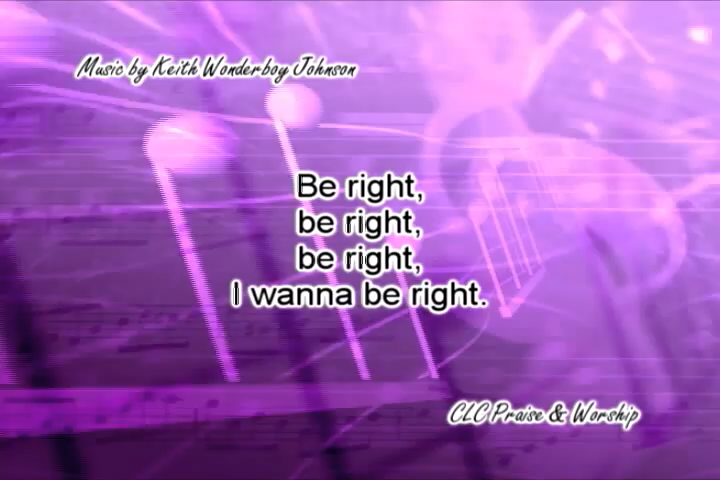 Music by Keith Wonderboy Johnson
Be right,
be right,
be right,
I wanna be right.
CLC Praise & Worship